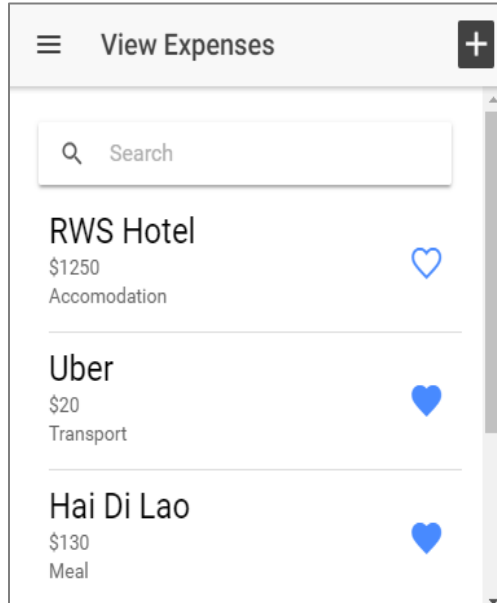 View Expenses
Search
RWS Hotel
$1250
Accomodation
Uber
$20
Transport
Hai Di Lao
$130
Meal